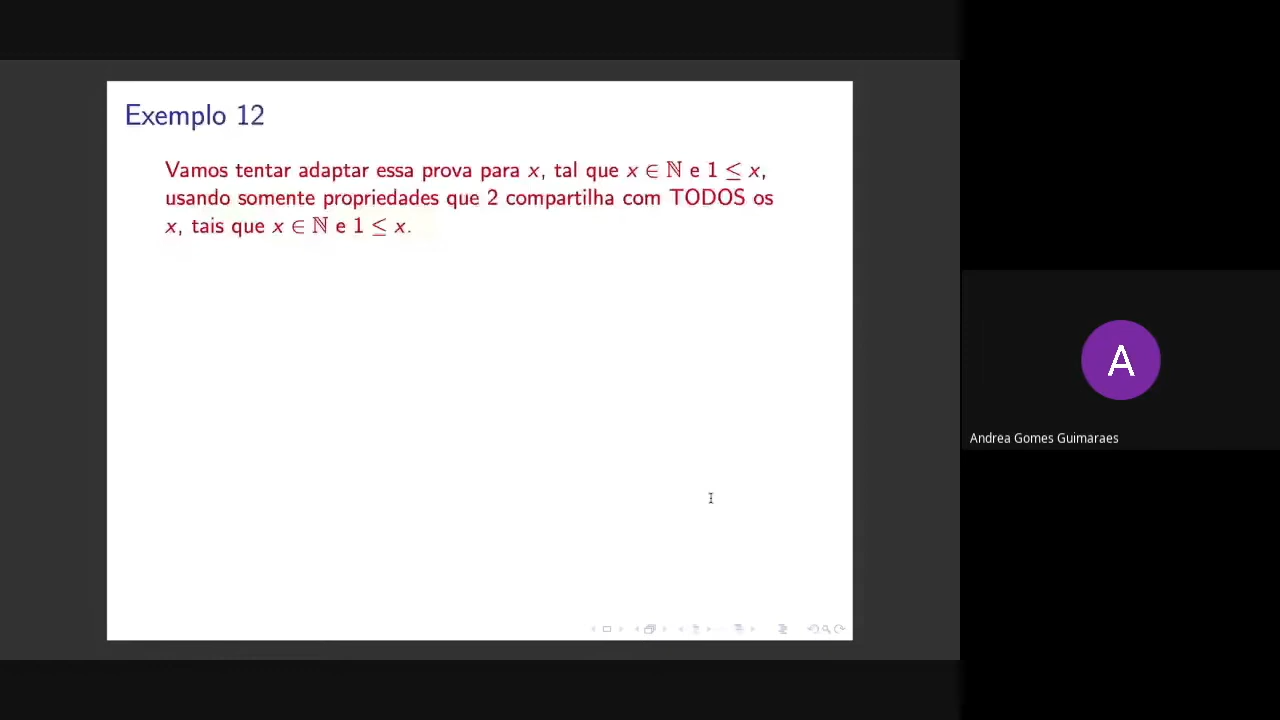 Exemplo 12
Vamos tentar adaptar essa prova para x, tal que x ∈ ℕ e 1 ≤ x,
usando somente propriedades que 2 compartilha com TODOS os
x, tais que x ∈ ℕ e 1 ≤ x.
A
Andrea Gomes Guimaraes